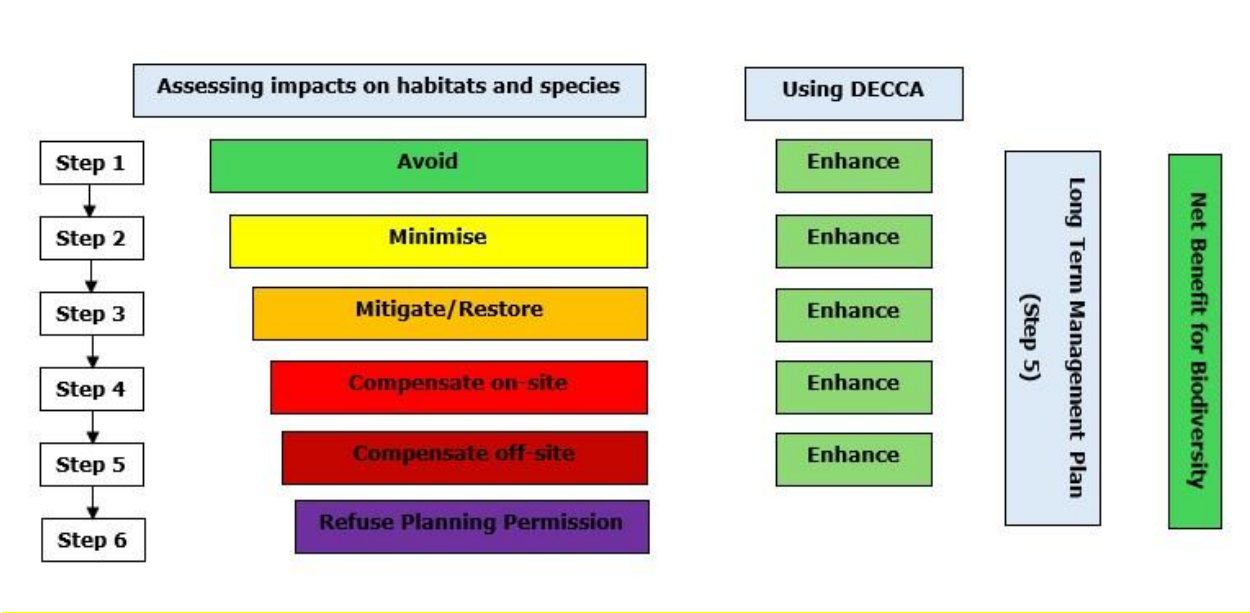 Assessing impacts on habitats and species
Using DECCA
Step 1
Avoid
Enhance
Step 2
Minimise
Enhance
Step 3
Mitigate/Restore
Enhance
Step 4
Compensate on-site
Enhance
Step 5
Compensate off-site
Enhance
Step 6
Refuse Planning Permission
Long Term Management Plan
(Step 5)
Net Benefit for Biodiversity